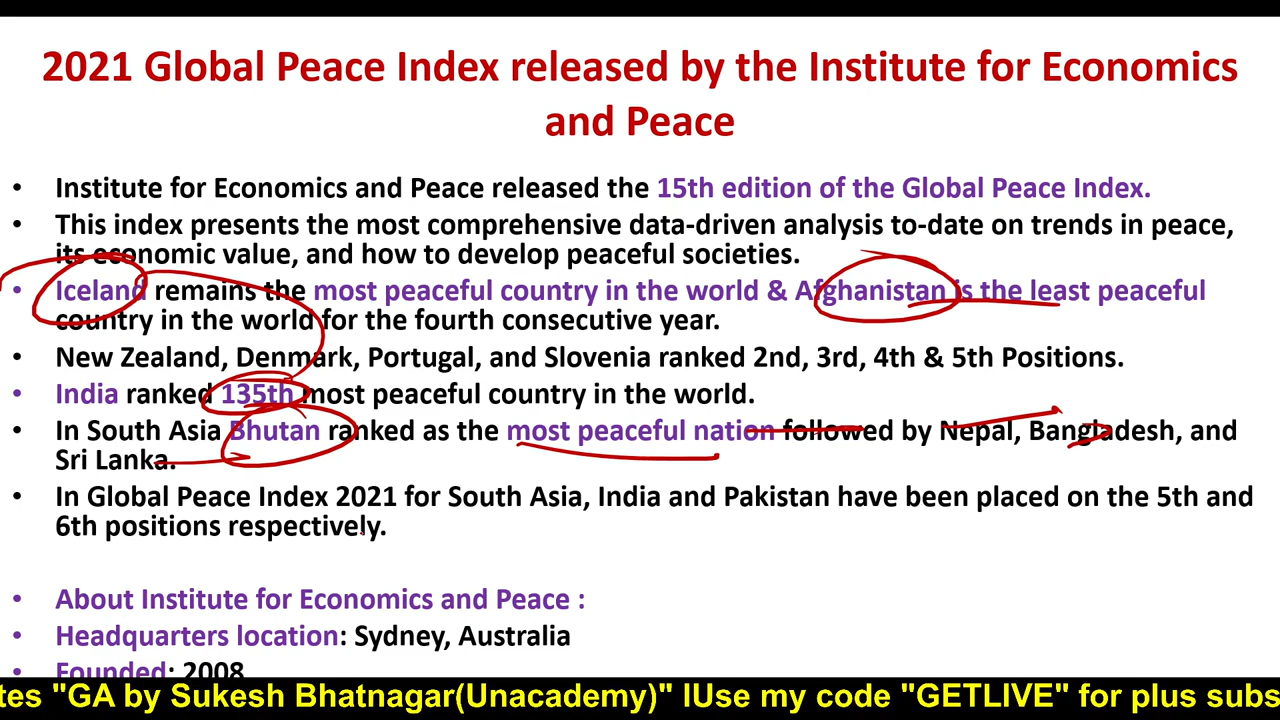 2021 Global Peace Index released by the Institute for Economics
and Peace
• Institute for Economics and Peace released the 15th edition of the Global Peace Index.
• This index presents the most comprehensive data-driven analysis to-date on trends in peace,
its economic value, and how to develop peaceful societies.
• Iceland remains the most peaceful country in the world & Afghanistan is the least peaceful
country in the world for the fourth consecutive year.
• New Zealand, Denmark, Portugal, and Slovenia ranked 2nd, 3rd, 4th & 5th Positions.
• India ranked 135th most peaceful country in the world.
• In South Asia Bhutan ranked as the most peaceful nation followed by Nepal, Bangladesh, and
Sri Lanka.
• In Global Peace Index 2021 for South Asia, India and Pakistan have been placed on the 5th and
6th positions respectively.
• About Institute for Economics and Peace :
• Headquarters location: Sydney, Australia
• Founded: 2008
tes "GA by Sukesh Bhatnagar(Unacademy)" lUse my code "GETLIVE" for plus subs